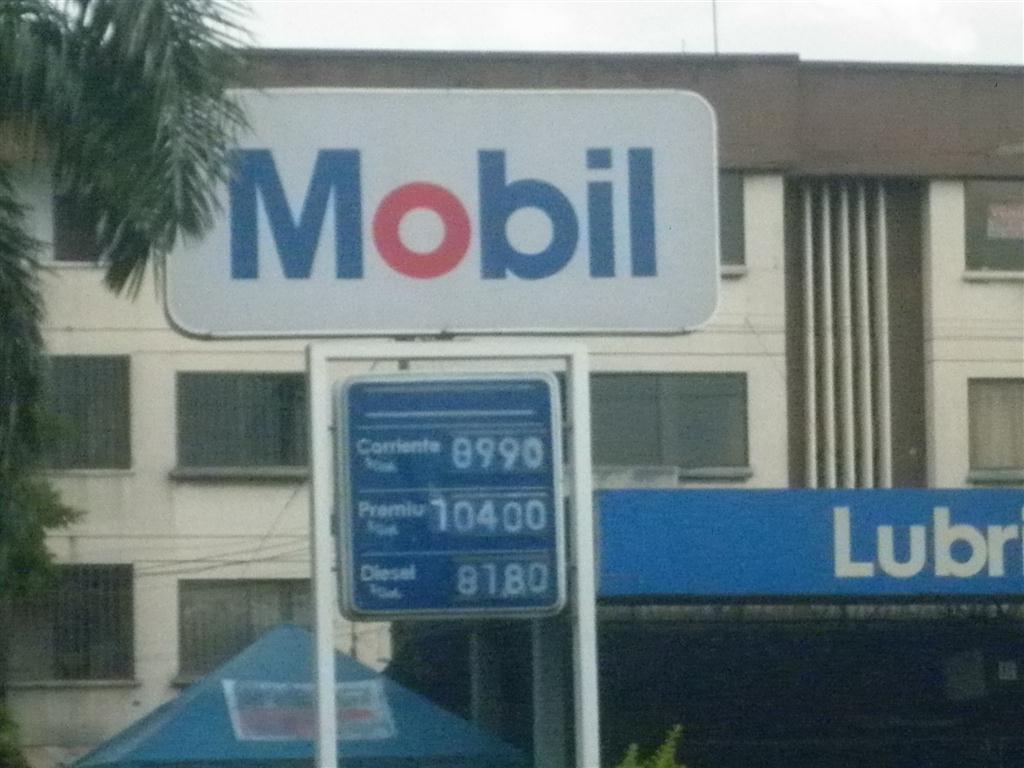 Mobil
Corriente 8990
Premiu 10400
Diesel 8180
Lubri